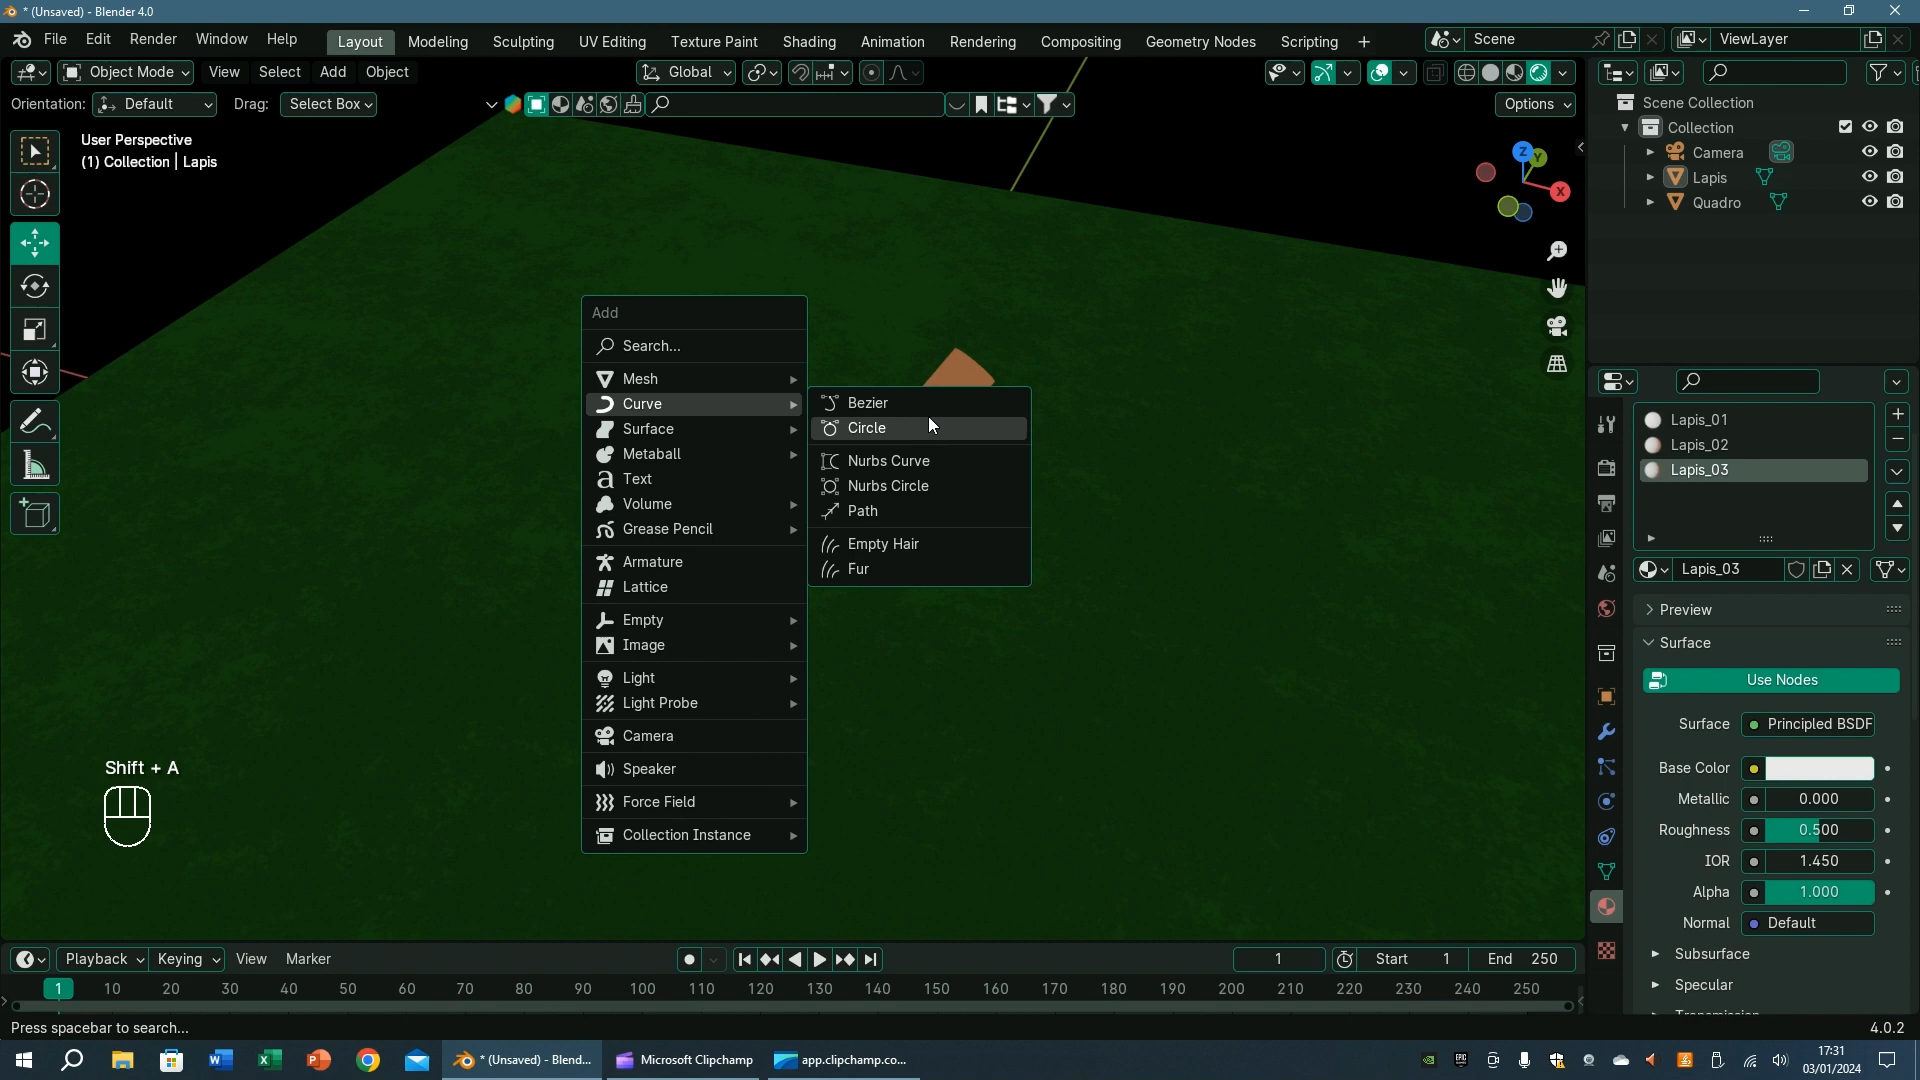 * (Unsaved) - Blender 4.0
File Edit Render Window Help
Layout Modeling Sculpting UV Editing Texture Paint Shading Animation Rendering Compositing Geometry Nodes Scripting
Scene
ViewLayer
Object Mode View Select Add Object
Global
Orientation: Default Drag: Select Box
Options
User Perspective
(1) Collection | Lapis
Z
Y
X
Scene Collection
Collection
Camera
Lapis
Quadro
Add
Search...
Mesh
Curve
Surface
Metaball
Text
Volume
Grease Pencil
Armature
Lattice
Empty
Image
Light
Light Probe
Camera
Speaker
Force Field
Collection Instance
Bezier
Circle
Nurbs Curve
Nurbs Circle
Path
Empty Hair
Fur
Shift + A
Lapis_01
Lapis_02
Lapis_03
Lapis_03
Preview
Surface
Use Nodes
Surface Principled BSDF
Base Color
Metallic 0.000
Roughness 0.500
IOR 1.450
Alpha 1.000
Normal Default
Subsurface
Specular
Playback Keying View Marker
1 Start 1 End 250
1 10 20 30 40 50 60 70 80 90 100 110 120 130 140 150 160 170 180 190 200 210 220 230 240 250
Press spacebar to search...
4.0.2
* (Unsaved) - Blend...
Microsoft Clipchamp
app.clipchamp.co...
17:31
03/01/2024